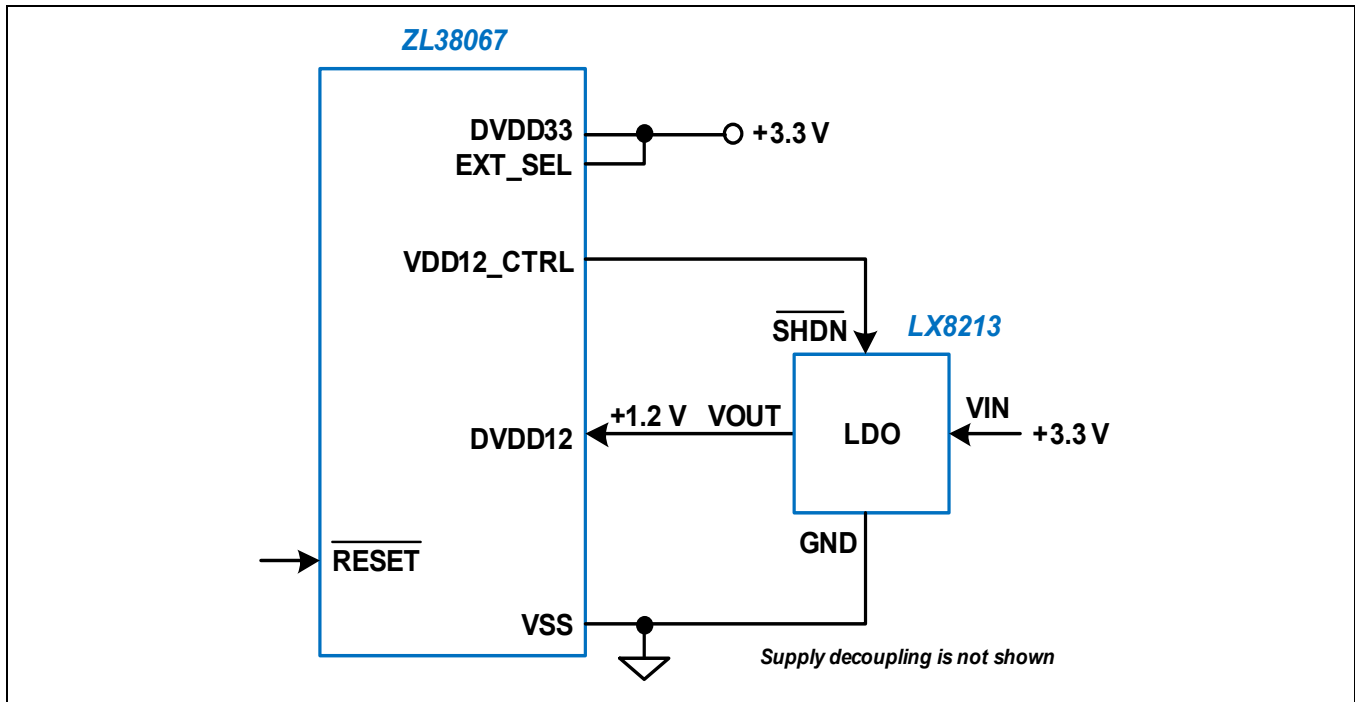 ZL38067
DVDD33
EXT_SEL
+3.3 V
VDD12_CTRL
SHDN
LX8213
DVDD12
+1.2 V VOUT
LDO
VIN
+3.3 V
GND
RESET
VSS
Supply decoupling is not shown